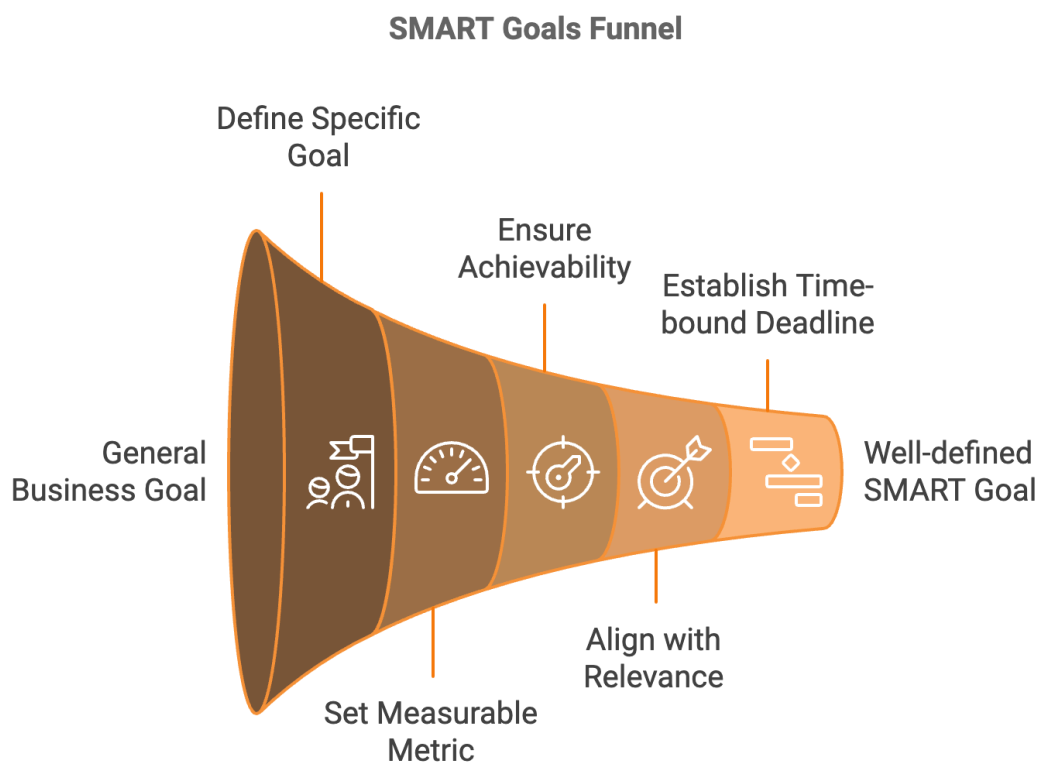 SMART Goals Funnel
Define Specific
Goal
Ensure
Achievability
Establish Time-
bound Deadline
General
Business Goal
Well-defined
SMART Goal
Align with
Relevance
Set Measurable
Metric